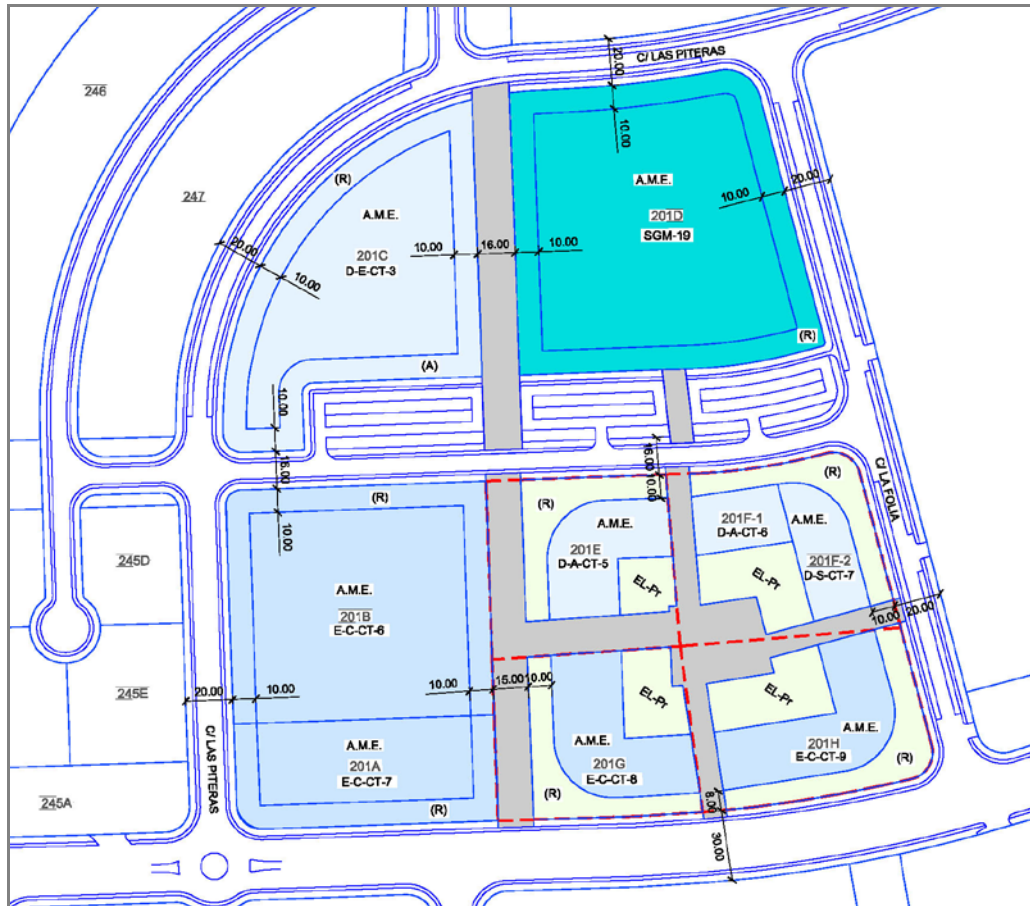 C/ LAS PITERAS
20.00
246
10.00
(R)
A.M.E.
A.M.E.
10.00
20.00
247
201D
SGM-19
20.00
10.00
201C
D-E-CT-3
10.00
16.00
10.00
(R)
(A)
10.00
16.00
16.00
10.00
C/ LA FOLIA
(R)
10.00
(R)
A.M.E.
(R)
201F-1
D-A-CT-6
A.M.E.
245D
201E
D-A-CT-5
201F-2
D-S-CT-7
EL-Pr
EL-Pr
A.M.E.
201B
E-C-CT-6
10.00
20.00
245E
20.00
10.00
10.00
15.00
10.00
EL-Pr
EL-Pr
C/ LAS PITERAS
A.M.E.
201A
E-C-CT-7
A.M.E.
201G
E-C-CT-8
A.M.E.
201H
E-C-CT-9
(R)
245A
(R)
(R)
8.00
30.00